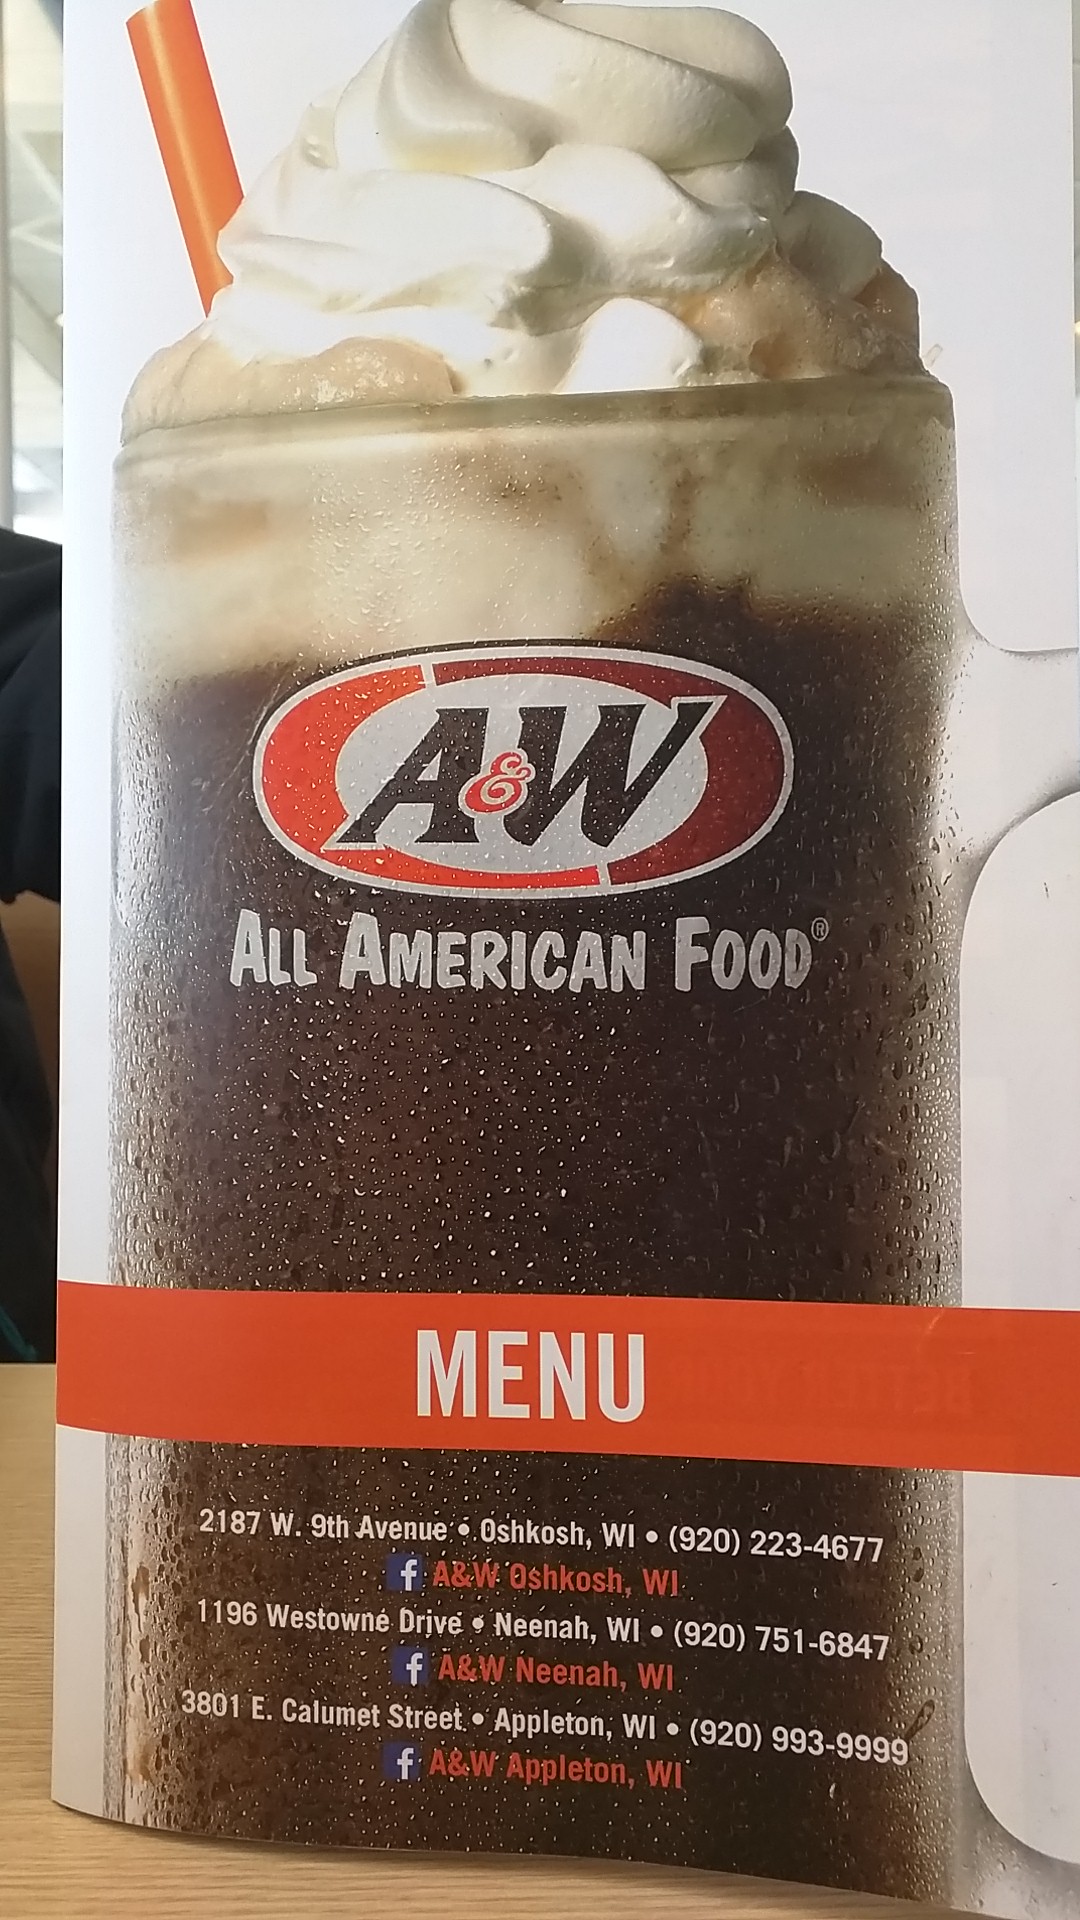 A&W
ALL AMERICAN FOOD®
MENU
2187 W. 9th Avenue • Oshkosh, WI • (920) 223-4677
f A&W Oshkosh, WI
1196 Westowne Drive • Neenah, WI • (920) 751-6847
f A&W Neenah, WI
3801 E. Calumet Street • Appleton, WI • (920) 993-9999
f A&W Appleton, WI